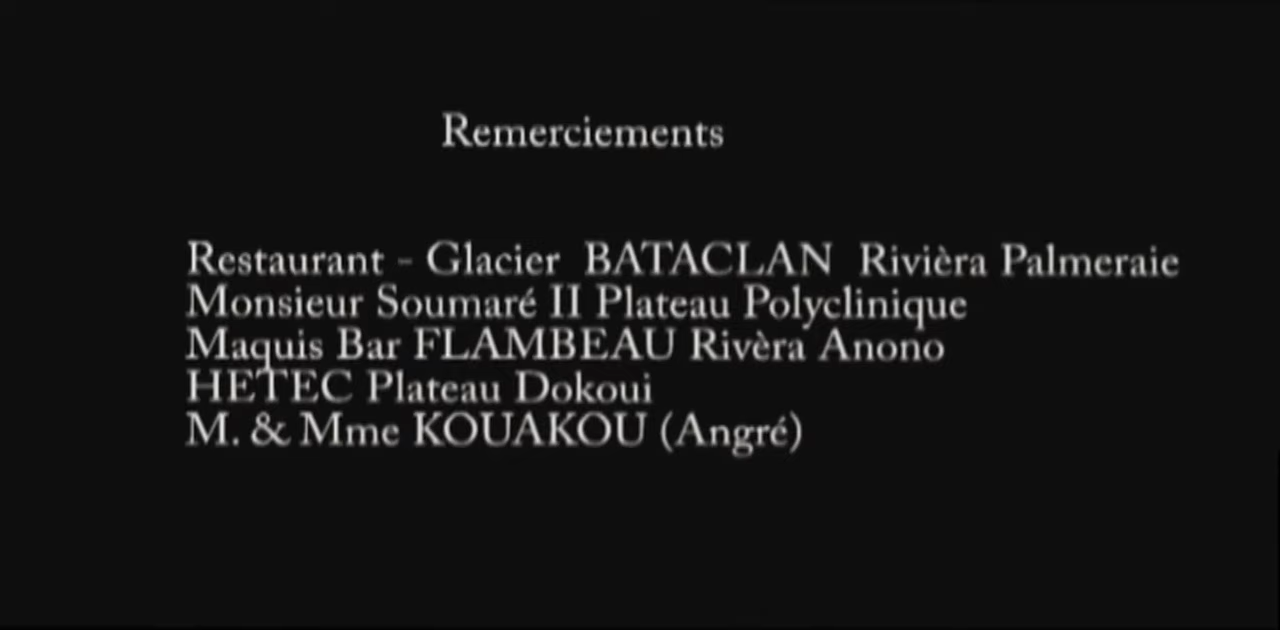 Remerciements
Restaurant - Glacier BATACLAN Rivièra Palmeraie
Monsieur Soumaré II Plateau Polyclinique
Maquis Bar FLAMBEAU Rivèra Anono
HETEC Plateau Dokoui
M. & Mme KOUAKOU (Angré)